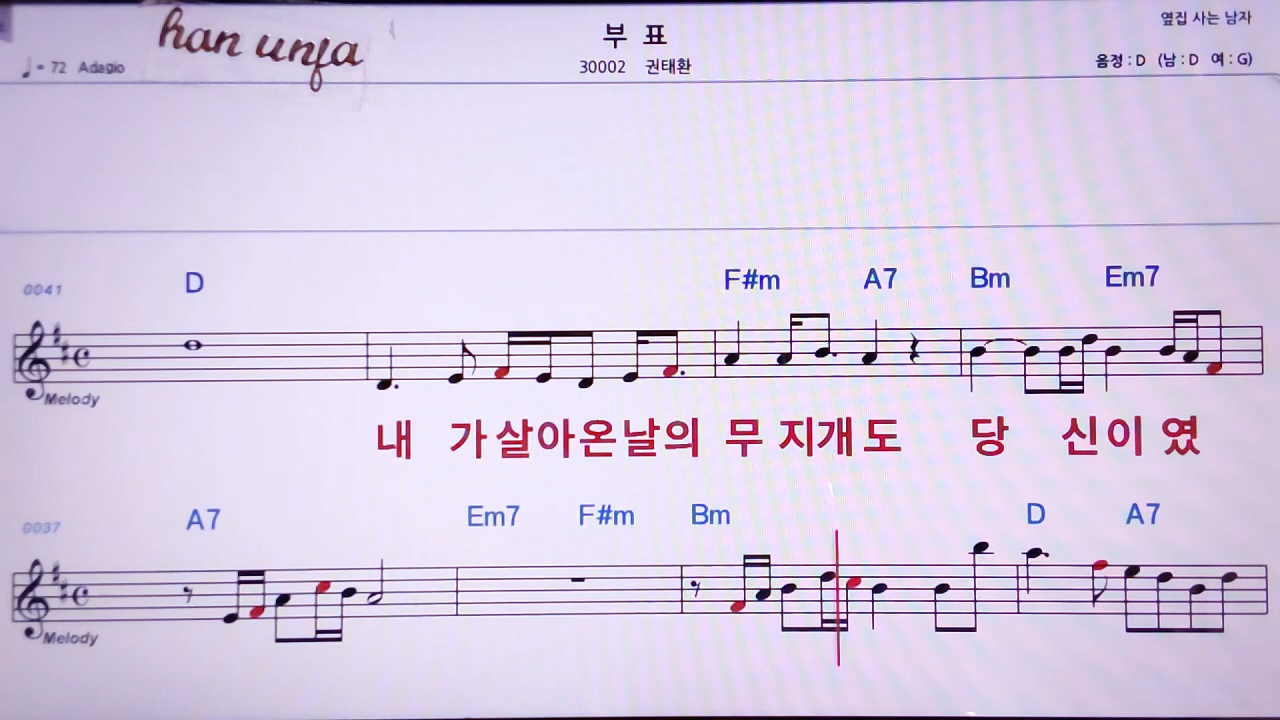 han unfa
부 표
옆집 사는 남자
♩= 72 Adagio
30002 권태환
음정 : D (남 : D 여 : G)
0041
D F#m A7 Bm Em7
Melody
내 가 살아온날의 무 지개 도 당 신이 였
0037
A7 Em7 F#m Bm D A7
Melody